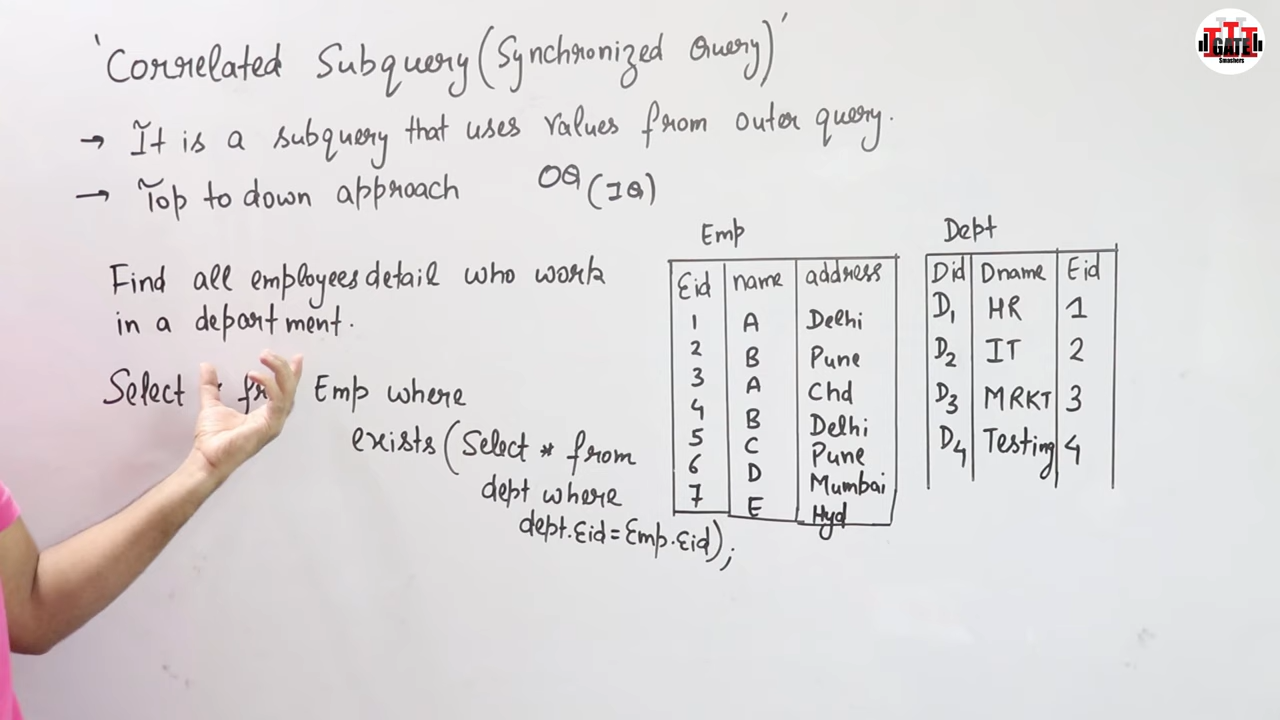 'Correlated Subquery (Synchronized Query)'
→ It is a subquery that uses values from outer query.
→ Top to down approach OQ (IQ)
Find all employees detail who work
in a department.
Select * from Emp where
exists (Select * from
dept where
dept.Eid = Emp.Eid);
Emp
Eid name address
1 A Delhi
2 B Pune
3 A Chd
4 B Delhi
5 C Pune
6 D Mumbai
7 E Hyd
Dept
Did Dname Eid
D1 HR 1
D2 IT 2
D3 MRKT 3
D4 Testing 4
GATE
Smashers